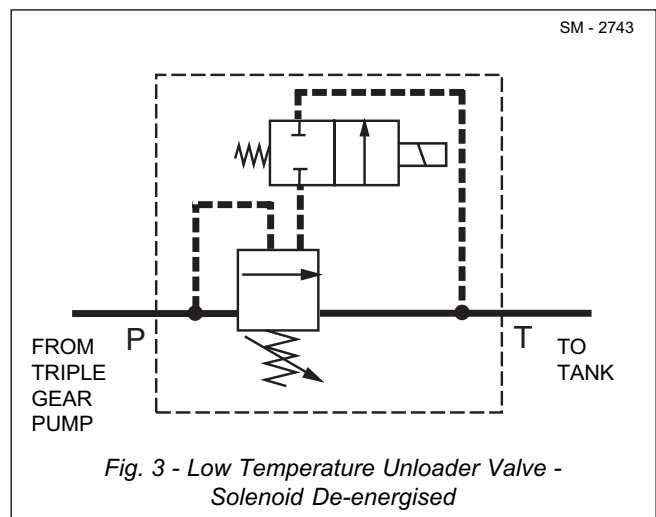 SM - 2743
P
FROM
TRIPLE
GEAR
PUMP
T
TO
TANK
Fig. 3 - Low Temperature Unloader Valve -
Solenoid De-energised